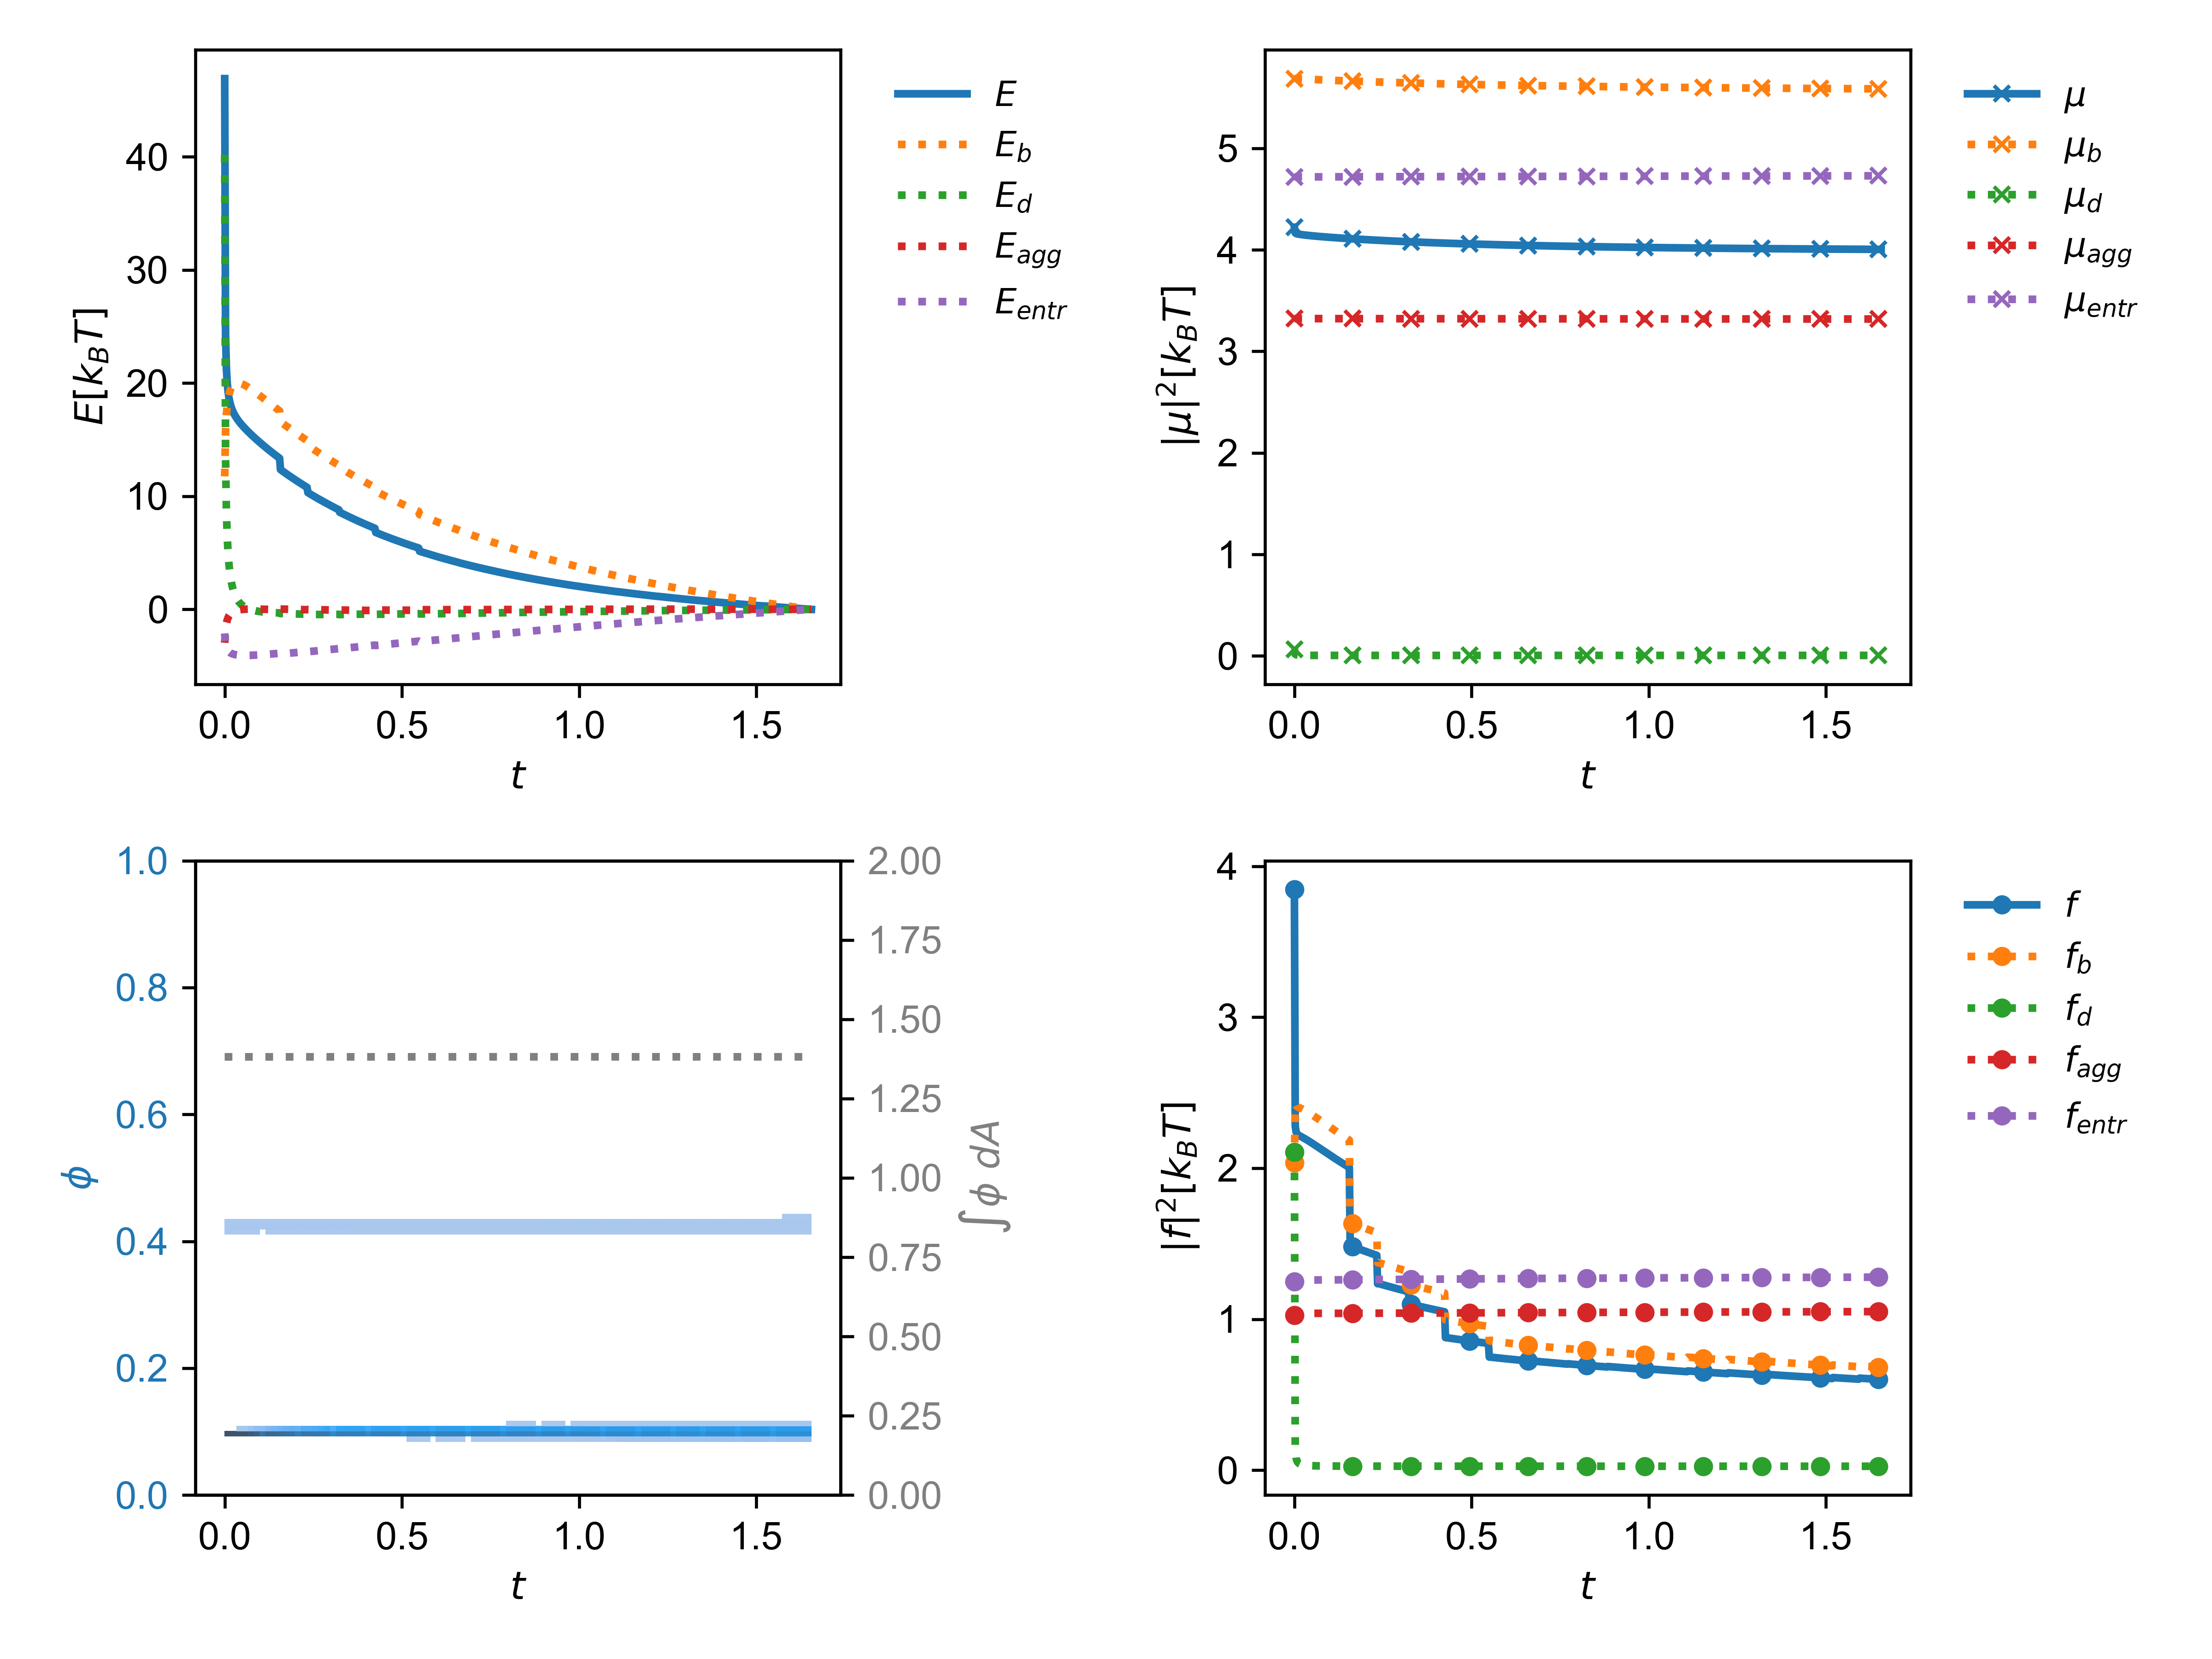 E[k_BT]
40
30
20
10
0
0.0 0.5 1.0 1.5
t
E
E_b
E_d
E_agg
E_entr
|μ|²[k_BT]
5
4
3
2
1
0
0.0 0.5 1.0 1.5
t
μ
μ_b
μ_d
μ_agg
μ_entr
ϕ
1.0
0.8
0.6
0.4
0.2
0.0
0.0 0.5 1.0 1.5
t
2.00
1.75
1.50
1.25
1.00
0.75
0.50
0.25
0.00
∫ ϕ dA
|f|²[k_BT]
4
3
2
1
0
0.0 0.5 1.0 1.5
t
f
f_b
f_d
f_agg
f_entr